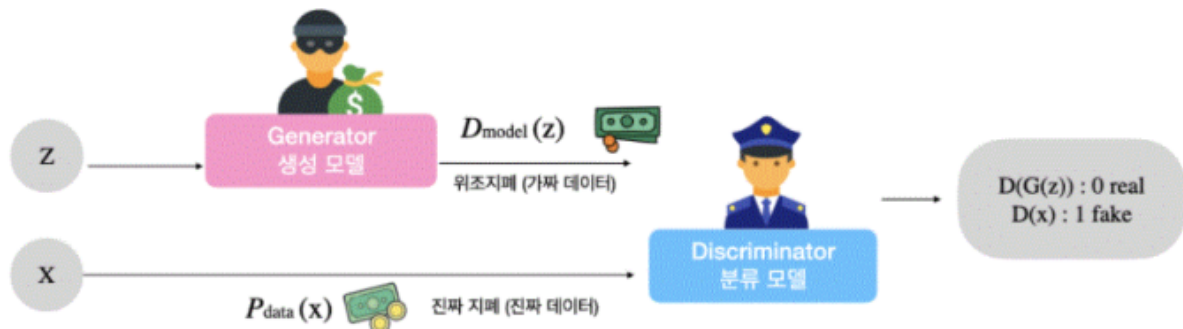 $
Generator
생성 모델
z
Dmodel (z)
위조지폐 (가짜 데이터)
D(G(z)) : 0 real
D(x) : 1 fake
Discriminator
분류 모델
x
Pdata (x)
진짜 지폐 (진짜 데이터)